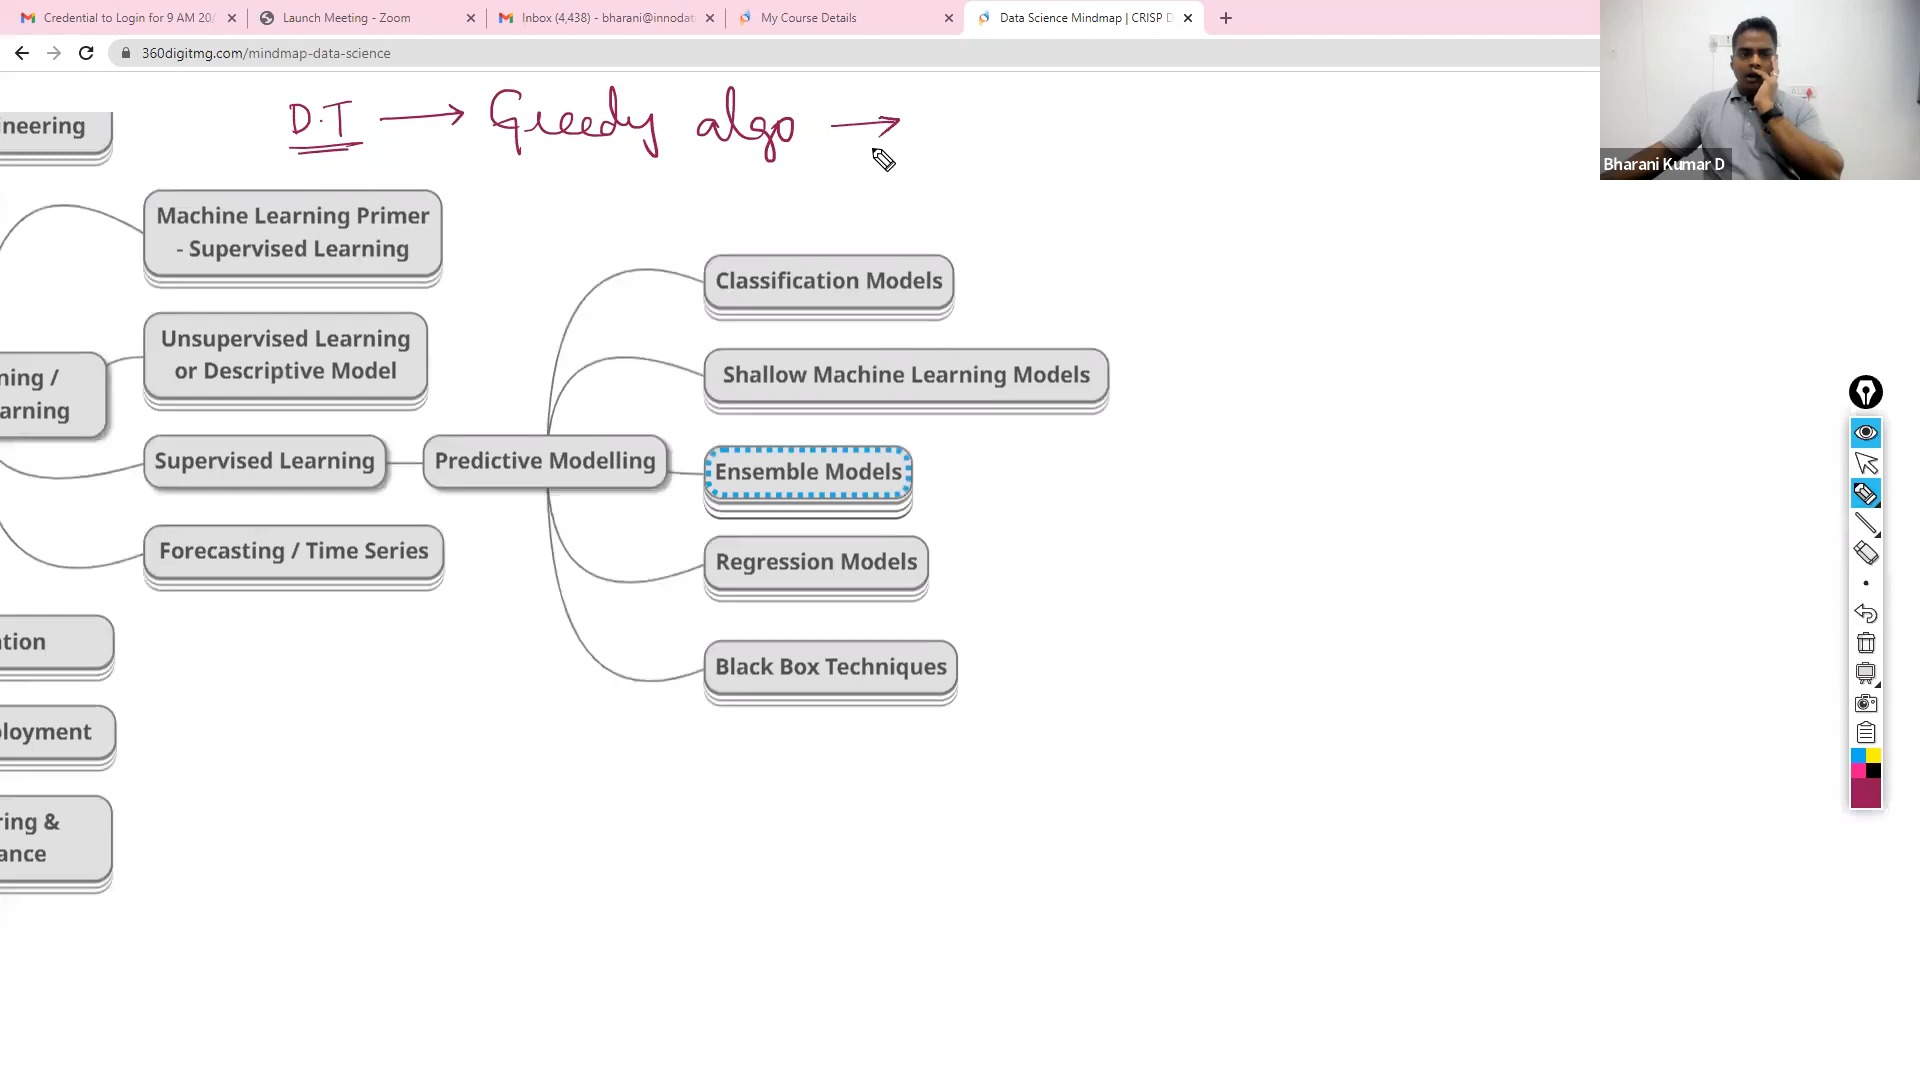 Credential to Login for 9 AM 20/
Launch Meeting - Zoom
Inbox (4,438) - bharani@innodat
My Course Details
Data Science Mindmap | CRISP D
360digitmg.com/mindmap-data-science
D.T → Greedy algo →
Bharani Kumar D
ineering
Machine Learning Primer
- Supervised Learning
Unsupervised Learning
or Descriptive Model
ning /
arning
Supervised Learning
Predictive Modelling
Forecasting / Time Series
Classification Models
Shallow Machine Learning Models
Ensemble Models
Regression Models
Black Box Techniques
ation
ployment
ring &
ance